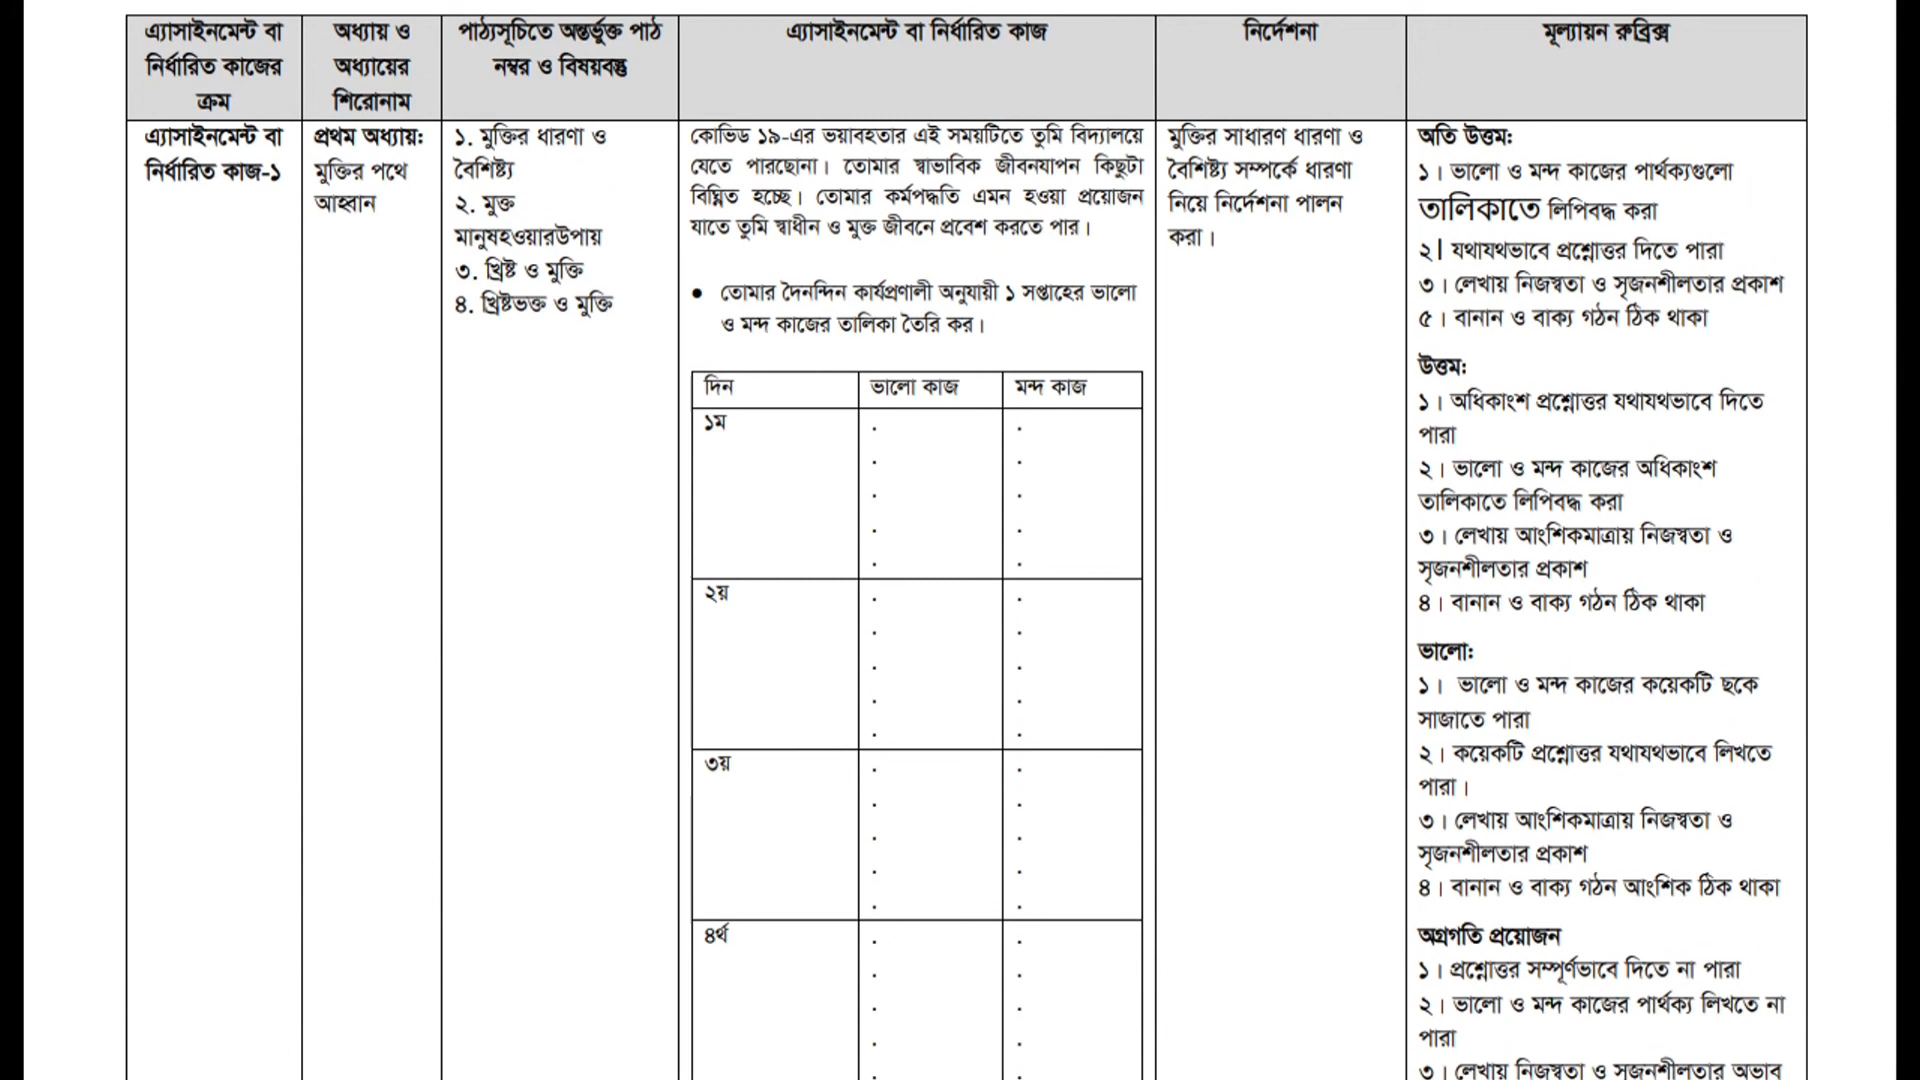 এ্যাসাইনমেন্ট বা
নির্ধারিত কাজের
ক্রম
অধ্যায় ও
অধ্যায়ের
শিরোনাম
পাঠ্যসূচিতে অন্তর্ভুক্ত পাঠ
নম্বর ও বিষয়বস্তু
এ্যাসাইনমেন্ট বা নির্ধারিত কাজ
নির্দেশনা
মূল্যায়ন রুব্রিক্স
এ্যাসাইনমেন্ট বা
নির্ধারিত কাজ-১
প্রথম অধ্যায়:
মুক্তির পথে
আহ্বান
১. মুক্তির ধারণা ও
বৈশিষ্ট্য
২. মুক্ত
মানুষহওয়ারউপায়
৩. খ্রিষ্ট ও মুক্তি
৪. খ্রিষ্টভক্ত ও মুক্তি
কোভিড ১৯-এর ভয়াবহতার এই সময়টিতে তুমি বিদ্যালয়ে
যেতে পারছোনা। তোমার স্বাভাবিক জীবনযাপন কিছুটা
বিঘ্নিত হচ্ছে। তোমার কর্মপদ্ধতি এমন হওয়া প্রয়োজন
যাতে তুমি স্বাধীন ও মুক্ত জীবনে প্রবেশ করতে পার।
● তোমার দৈনন্দিন কার্যপ্রণালী অনুযায়ী ১ সপ্তাহের ভালো
ও মন্দ কাজের তালিকা তৈরি কর।
দিন ভালো কাজ মন্দ কাজ
১ম
২য়
৩য়
৪র্থ
মুক্তির সাধারণ ধারণা ও
বৈশিষ্ট্য সম্পর্কে ধারণা
নিয়ে নির্দেশনা পালন
করা।
অতি উত্তম:
১। ভালো ও মন্দ কাজের পার্থক্যগুলো
তালিকাতে লিপিবদ্ধ করা
২। যথাযথভাবে প্রশ্নোত্তর দিতে পারা
৩। লেখায় নিজস্বতা ও সৃজনশীলতার প্রকাশ
৫। বানান ও বাক্য গঠন ঠিক থাকা
উত্তম:
১। অধিকাংশ প্রশ্নোত্তর যথাযথভাবে দিতে
পারা
২। ভালো ও মন্দ কাজের অধিকাংশ
তালিকাতে লিপিবদ্ধ করা
৩। লেখায় আংশিকমাত্রায় নিজস্বতা ও
সৃজনশীলতার প্রকাশ
৪। বানান ও বাক্য গঠন ঠিক থাকা
ভালো:
১। ভালো ও মন্দ কাজের কয়েকটি ছকে
সাজাতে পারা
২। কয়েকটি প্রশ্নোত্তর যথাযথভাবে লিখতে
পারা।
৩। লেখায় আংশিকমাত্রায় নিজস্বতা ও
সৃজনশীলতার প্রকাশ
৪। বানান ও বাক্য গঠন আংশিক ঠিক থাকা
অগ্রগতি প্রয়োজন
১। প্রশ্নোত্তর সম্পূর্ণভাবে দিতে না পারা
২। ভালো ও মন্দ কাজের পার্থক্য লিখতে না
পারা
৩। লেখায় নিজস্বতা ও সৃজনশীলতার অভাব